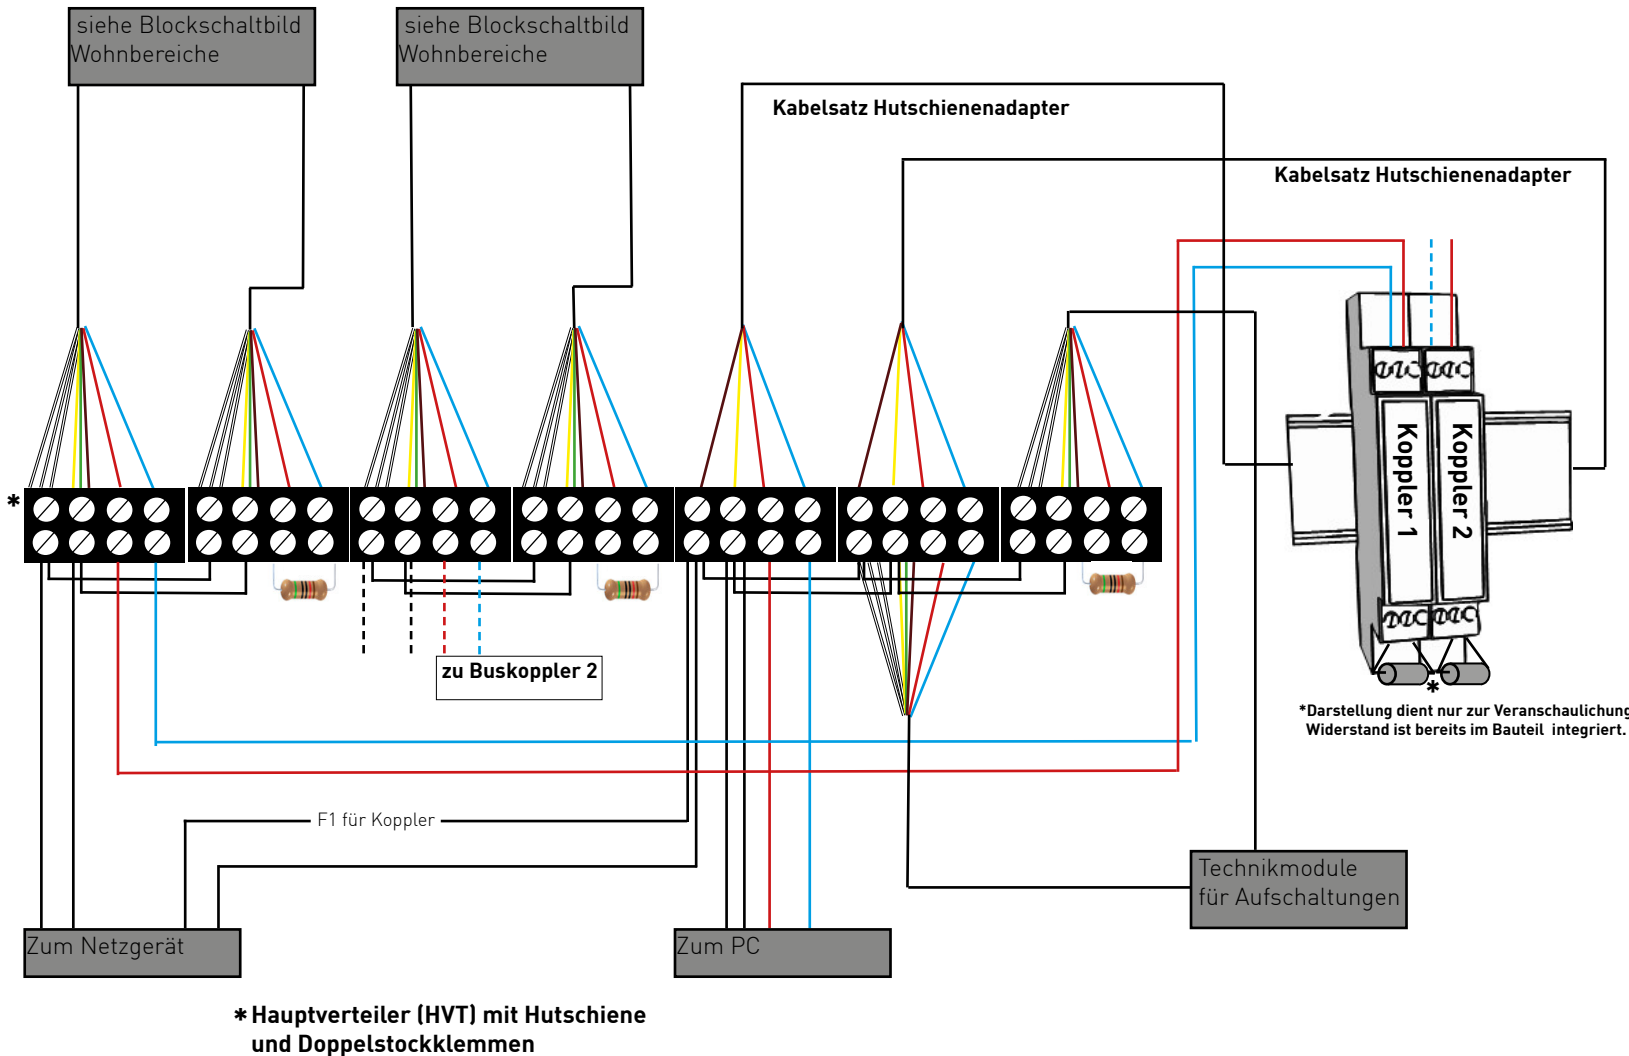 siehe Blockschaltbild
Wohnbereiche
siehe Blockschaltbild
Wohnbereiche
Kabelsatz Hutschienenadapter
Kabelsatz Hutschienenadapter
Koppler 1
Koppler 2
*
zu Buskoppler 2
*
*Darstellung dient nur zur Veranschaulichung
Widerstand ist bereits im Bauteil integriert.
F1 für Koppler
Technikmodule
für Aufschaltungen
Zum Netzgerät
Zum PC
* Hauptverteiler (HVT) mit Hutschiene
und Doppelstockklemmen